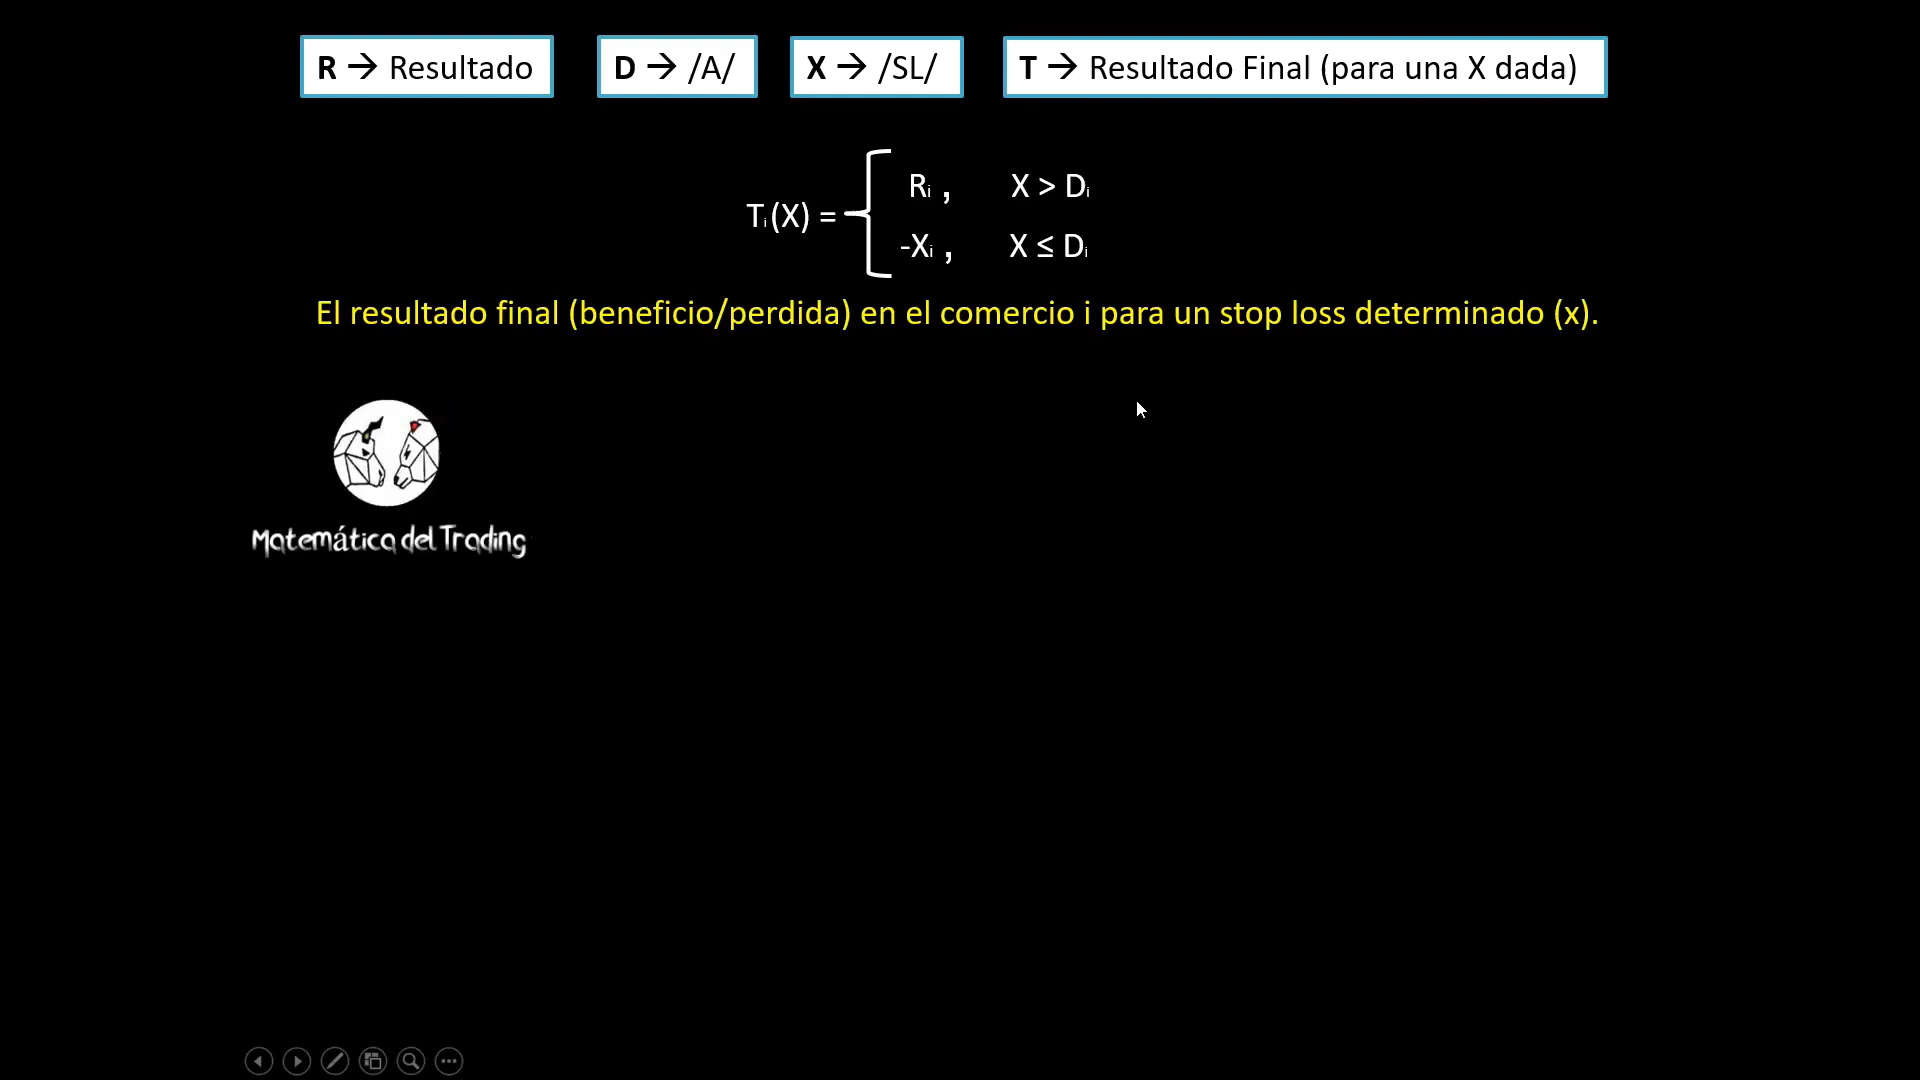 R → Resultado
D → /A/
X → /SL/
T → Resultado Final (para una X dada)
Tᵢ(X) =
Rᵢ , X > Dᵢ
-Xᵢ , X ≤ Dᵢ
El resultado final (beneficio/perdida) en el comercio i para un stop loss determinado (x).
Matemática del Trading